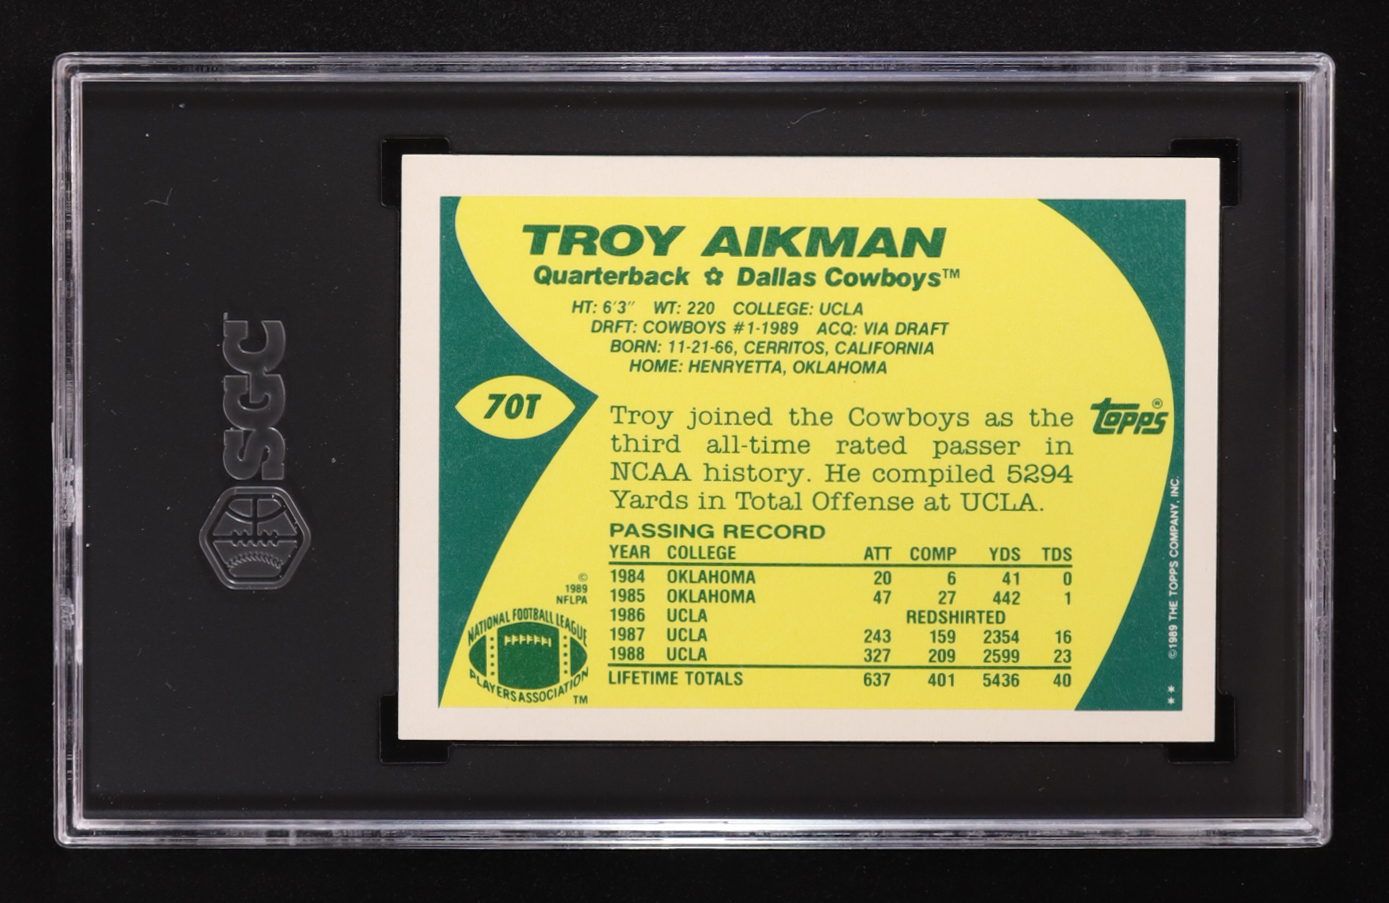 SGC
TROY AIKMAN
Quarterback ✿ Dallas Cowboys™
HT: 6'3" WT: 220 COLLEGE: UCLA
DRFT: COWBOYS #1-1989 ACQ: VIA DRAFT
BORN: 11-21-66, CERRITOS, CALIFORNIA
HOME: HENRYETTA, OKLAHOMA
70T
Troy joined the Cowboys as the
third all-time rated passer in
NCAA history. He compiled 5294
Yards in Total Offense at UCLA.
topps®
PASSING RECORD
YEAR COLLEGE ATT COMP YDS TDS
1984 OKLAHOMA 20 6 41 0
1985 OKLAHOMA 47 27 442 1
1986 UCLA REDSHIRTED
1987 UCLA 243 159 2354 16
1988 UCLA 327 209 2599 23
LIFETIME TOTALS 637 401 5436 40
©
1989
NFLPA
NATIONAL FOOTBALL LEAGUE
PLAYERS ASSOCIATION
TM
©1989 THE TOPPS COMPANY, INC.
**